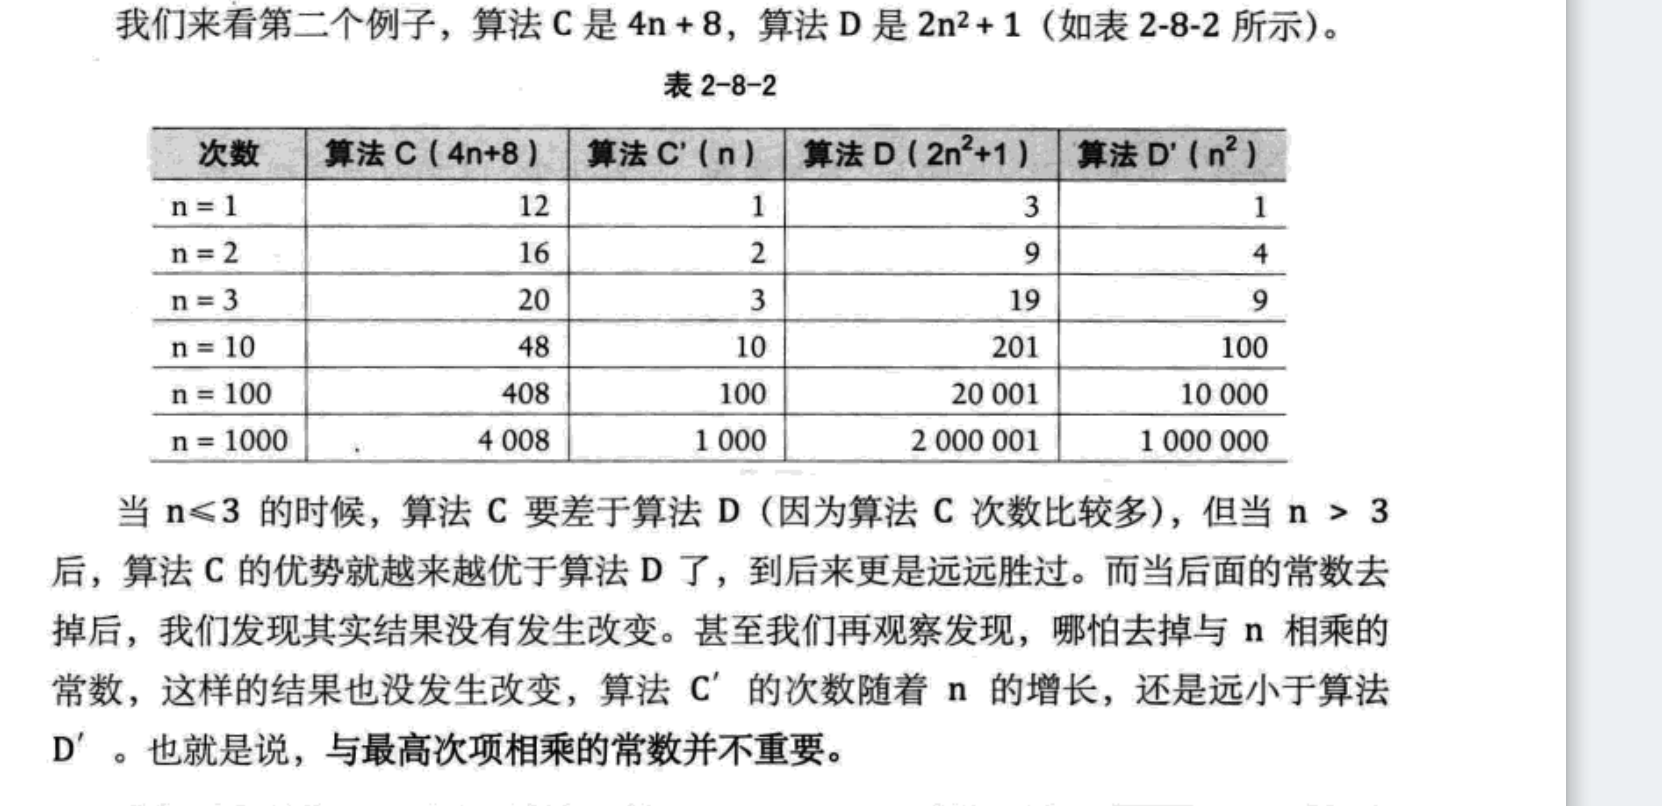 我们来看第二个例子，算法 C 是 4n + 8，算法 D 是 2n² + 1（如表 2-8-2 所示）。
表 2-8-2
次数 算法 C（4n+8） 算法 C'（n） 算法 D（2n²+1） 算法 D'（n²）
n = 1 12 1 3 1
n = 2 16 2 9 4
n = 3 20 3 19 9
n = 10 48 10 201 100
n = 100 408 100 20 001 10 000
n = 1000 4 008 1 000 2 000 001 1 000 000
当 n≤3 的时候，算法 C 要差于算法 D（因为算法 C 次数比较多），但当 n > 3
后，算法 C 的优势就越来越优于算法 D 了，到后来更是远远胜过。而当后面的常数去
掉后，我们发现其实结果没有发生改变。甚至我们再观察发现，哪怕去掉与 n 相乘的
常数，这样的结果也没发生改变，算法 C′ 的次数随着 n 的增长，还是远小于算法
D′ 。也就是说，与最高次项相乘的常数并不重要。